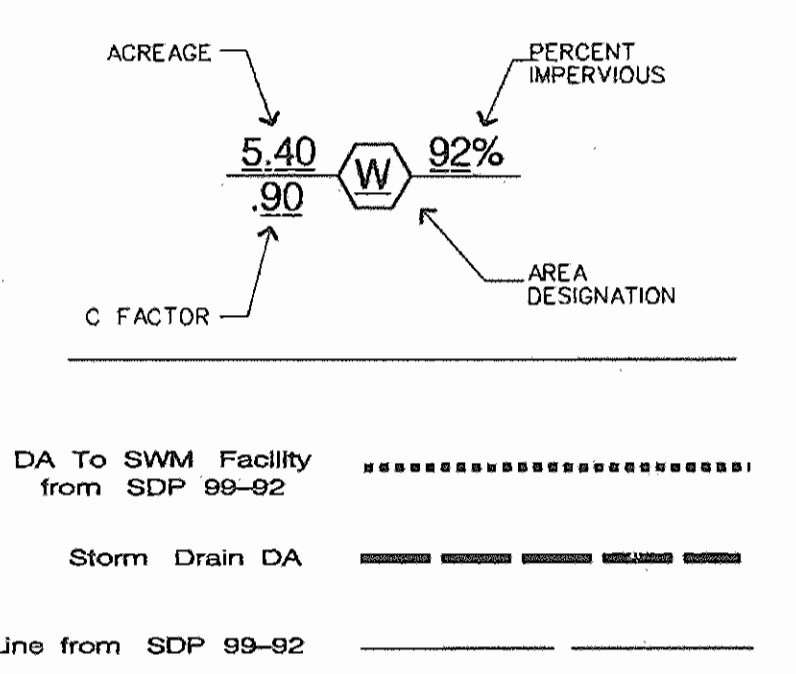 ACREAGE
PERCENT
IMPERVIOUS
5.40
W
92%
.90
AREA
DESIGNATION
C FACTOR
DA To SWM Facility
from SDP 99-92
Storm Drain DA
from SDP 99-92